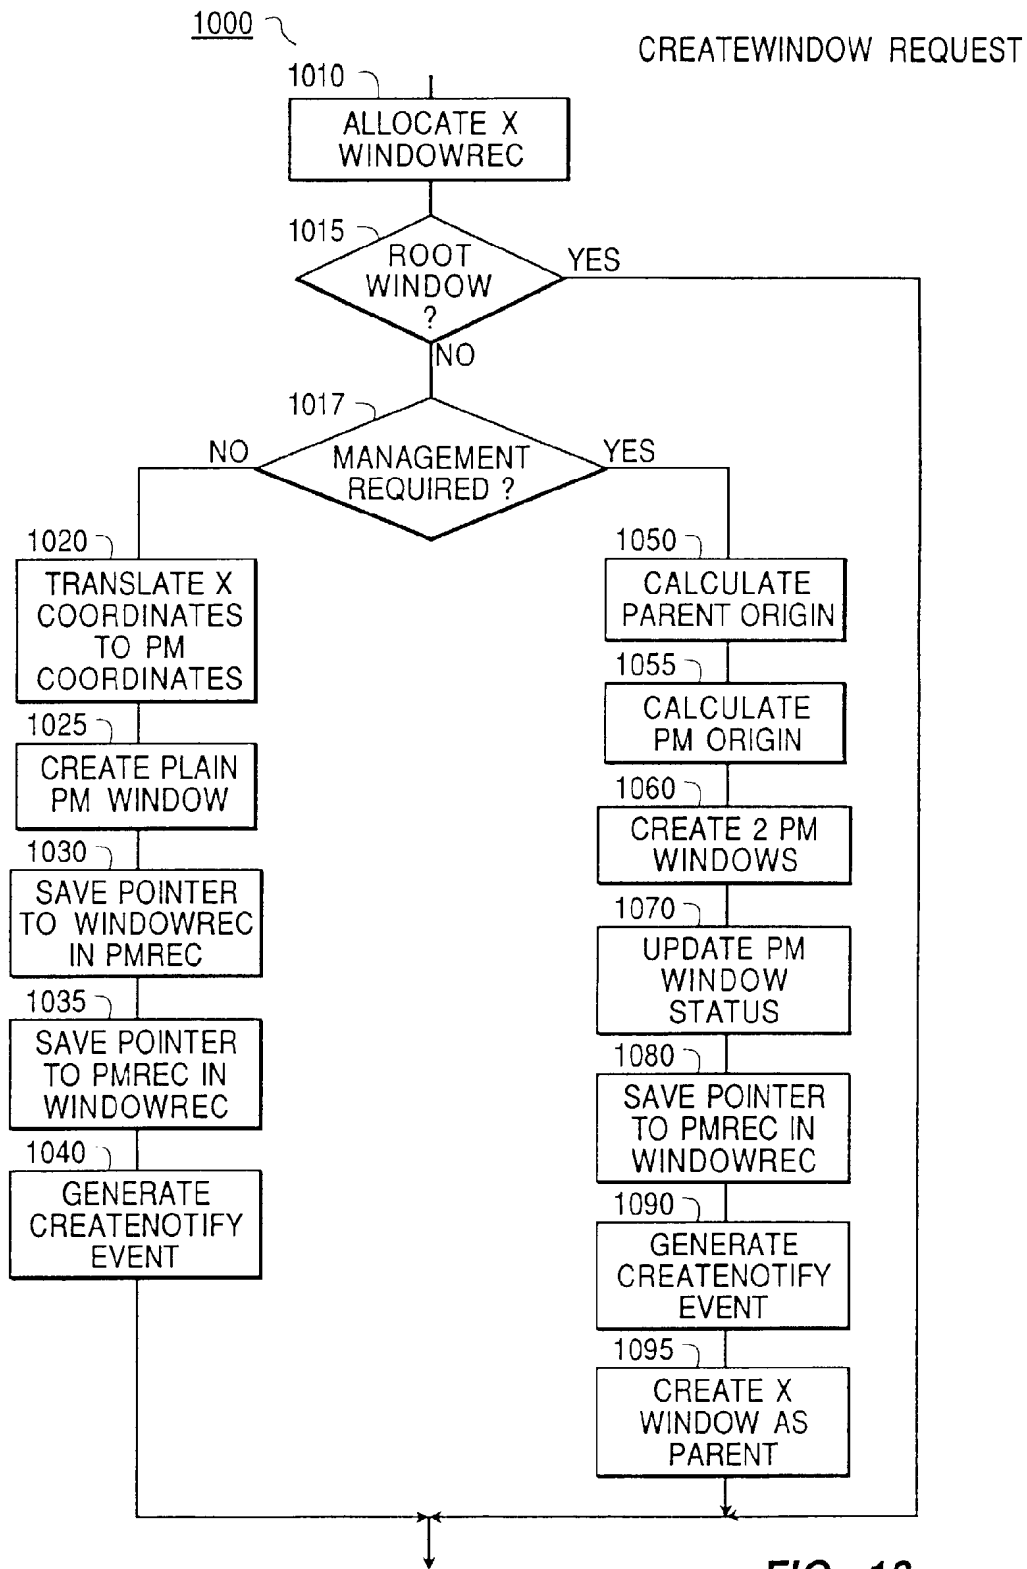 1000
CREATEWINDOW REQUEST
1010
ALLOCATE X
WINDOWREC
1015
ROOT
WINDOW
?
YES
NO
1017
MANAGEMENT
REQUIRED ?
NO
YES
1020
TRANSLATE X
COORDINATES
TO PM
COORDINATES
1025
CREATE PLAIN
PM WINDOW
1030
SAVE POINTER
TO WINDOWREC
IN PMREC
1035
SAVE POINTER
TO PMREC IN
WINDOWREC
1040
GENERATE
CREATENOTIFY
EVENT
1050
CALCULATE
PARENT ORIGIN
1055
CALCULATE
PM ORIGIN
1060
CREATE 2 PM
WINDOWS
1070
UPDATE PM
WINDOW
STATUS
1080
SAVE POINTER
TO PMREC IN
WINDOWREC
1090
GENERATE
CREATENOTIFY
EVENT
1095
CREATE X
WINDOW AS
PARENT